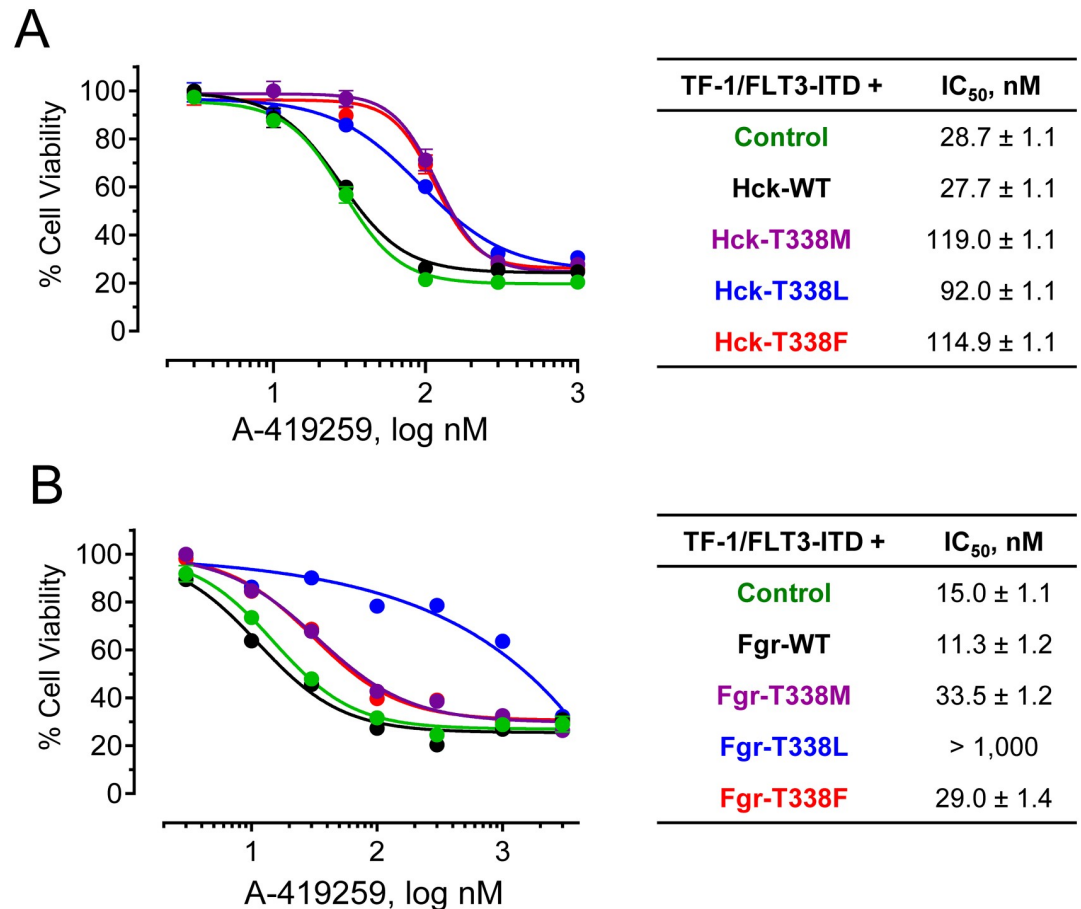 A
100
80
60
40
20
0
% Cell Viability
1 2 3
A-419259, log nM
TF-1/FLT3-ITD + IC50, nM
Control 28.7 ± 1.1
Hck-WT 27.7 ± 1.1
Hck-T338M 119.0 ± 1.1
Hck-T338L 92.0 ± 1.1
Hck-T338F 114.9 ± 1.1
B
100
80
60
40
20
0
% Cell Viability
1 2 3
A-419259, log nM
TF-1/FLT3-ITD + IC50, nM
Control 15.0 ± 1.1
Fgr-WT 11.3 ± 1.2
Fgr-T338M 33.5 ± 1.2
Fgr-T338L > 1,000
Fgr-T338F 29.0 ± 1.4